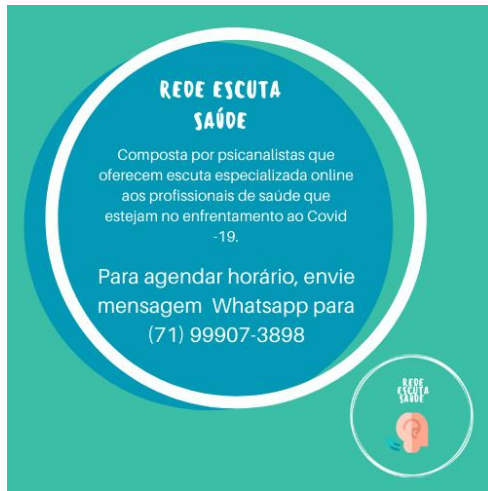 REDE ESCUTA
SAÚDE
Composta por psicanalistas que
oferecem escuta especializada online
aos profissionais de saúde que
estejam no enfrentamento ao Covid
-19.
Para agendar horário, envie
mensagem Whatsapp para
(71) 99907-3898
REDE
ESCUTA
SAÚDE